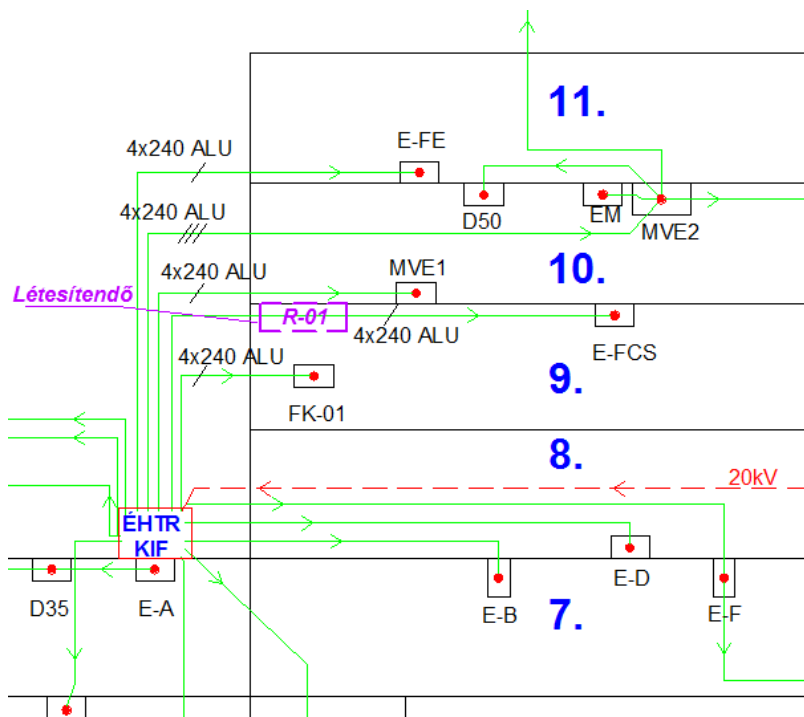 11.
E-FE
4x240 ALU
D50
EM
MVE2
4x240 ALU
10.
MVE1
4x240 ALU
Létesítendő
R-01
4x240 ALU
E-FCS
4x240 ALU
9.
FK-01
8.
20kV
ÉHTR
KIF
E-D
D35
E-A
E-B
7.
E-F